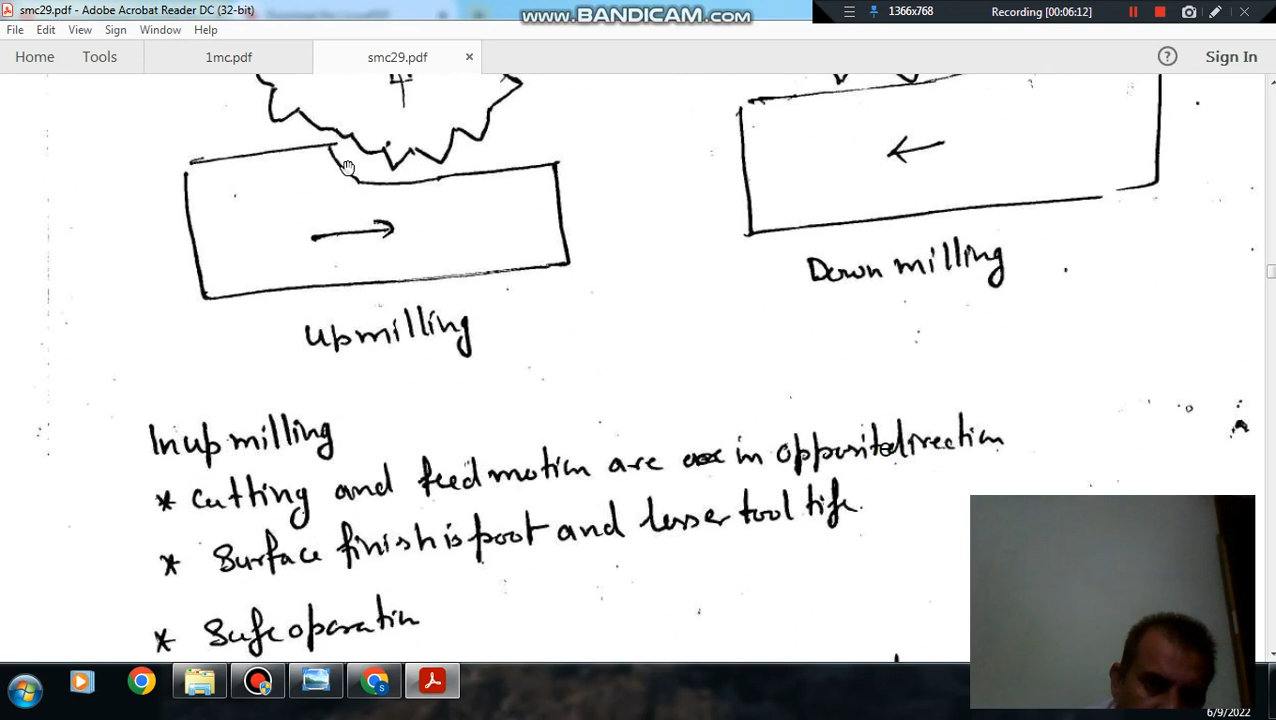 smc29.pdf - Adobe Acrobat Reader DC (32-bit)
www.BANDICAM.com
1366x768
Recording [00:06:12]
File Edit View Sign Window Help
Home Tools 1mc.pdf smc29.pdf × ? Sign In
Upmilling
Down milling
In up milling
* Cutting and feed motion are in opposite direction
* Surface finish is poor and lesser tool life.
* Safe operation
6/9/2022